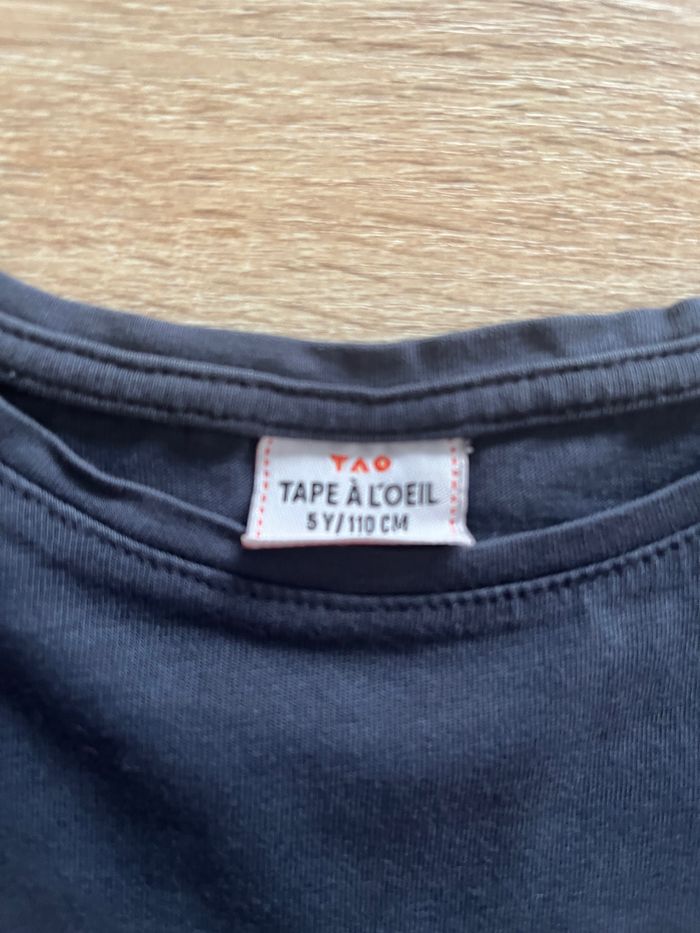 TAO
TAPE À L'OEIL
5 Y/110 CM